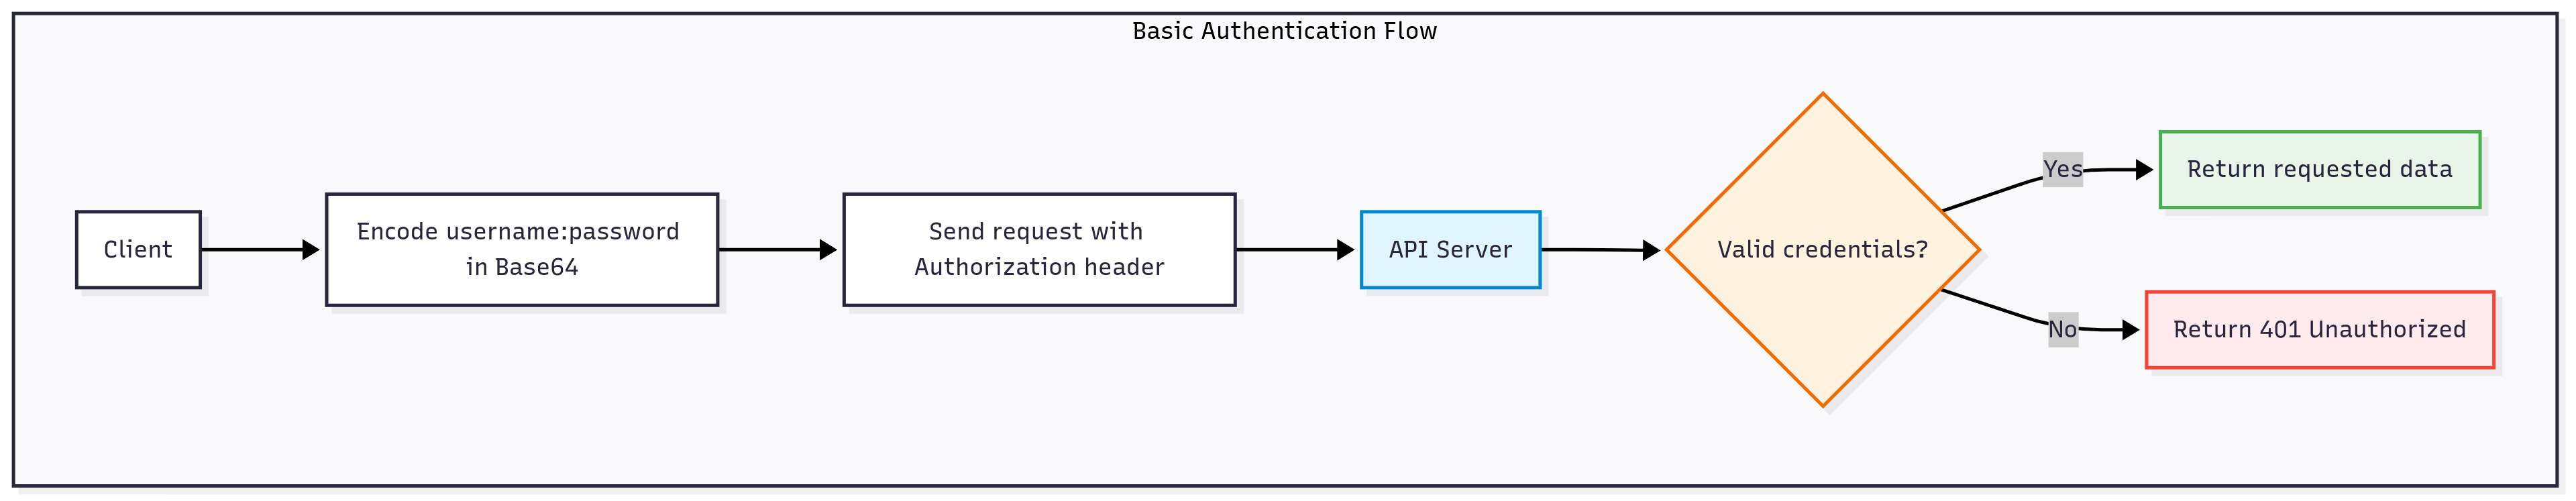 Basic Authentication Flow
Client
Encode username:password
in Base64
Send request with
Authorization header
API Server
Valid credentials?
Yes
Return requested data
No
Return 401 Unauthorized